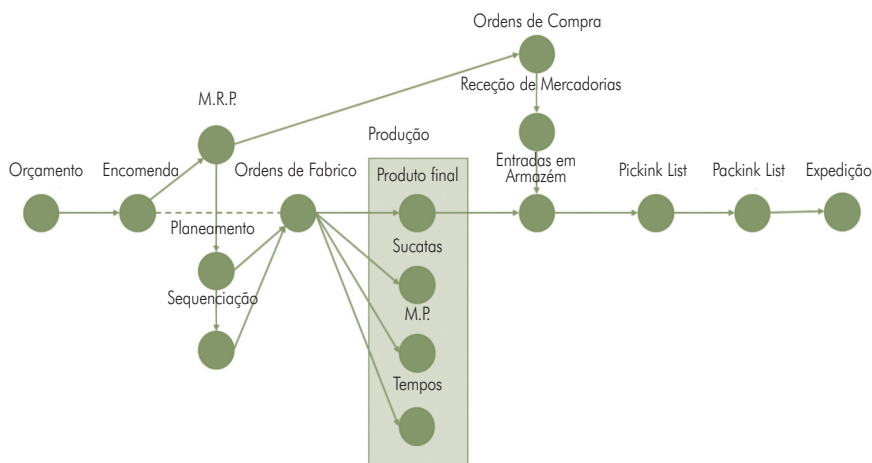 Ordens de Compra
Receção de Mercadorias
M.R.P.
Produção
Orçamento
Encomenda
Ordens de Fabrico
Produto final
Entradas em
Armazém
Pickink List
Packink List
Expedição
Planeamento
Sucatas
Sequenciação
M.P.
Tempos